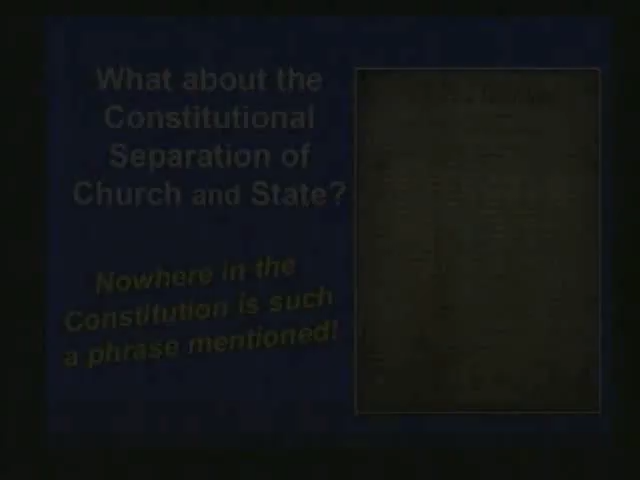 What about the
Constitutional
Separation of
Church and State?
Nowhere in the
Constitution is such
a phrase mentioned!